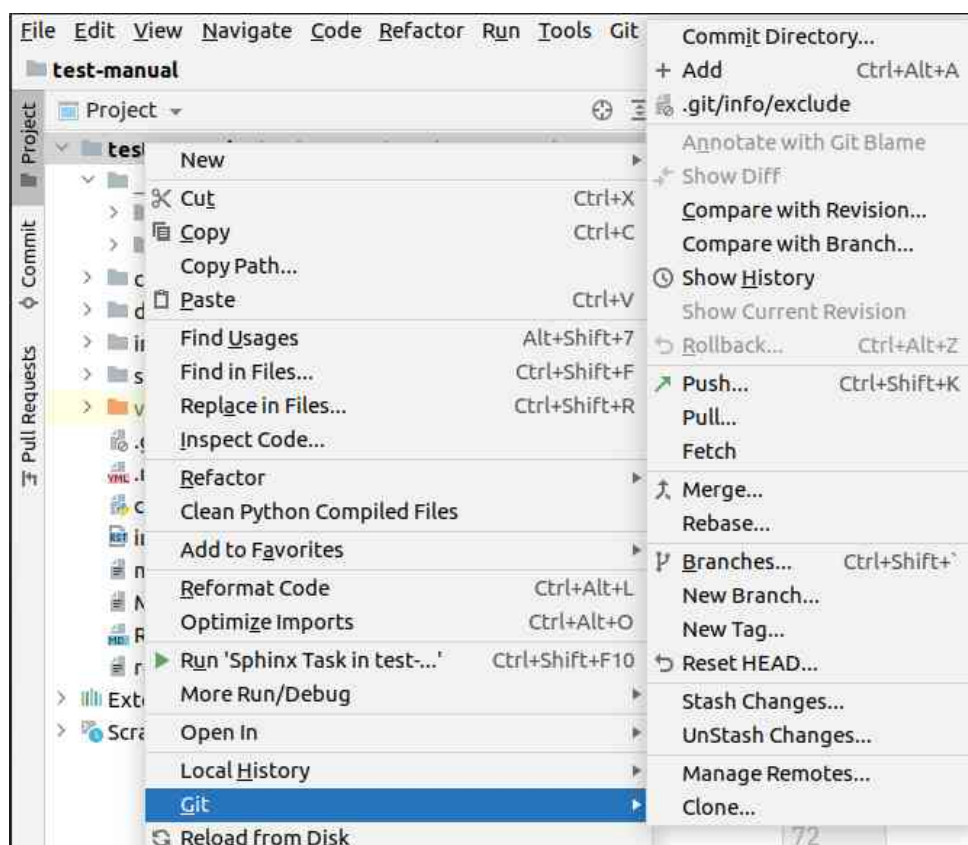 File Edit View Navigate Code Refactor Run Tools Git
test-manual
Project
Project
Commit
Pull Requests
New
Cut Ctrl+X
Copy Ctrl+C
Copy Path...
Paste Ctrl+V
Find Usages Alt+Shift+7
Find in Files... Ctrl+Shift+F
Replace in Files... Ctrl+Shift+R
Inspect Code...
Refactor
Clean Python Compiled Files
Add to Favorites
Reformat Code Ctrl+Alt+L
Optimize Imports Ctrl+Alt+O
Run 'Sphinx Task in test-...' Ctrl+Shift+F10
More Run/Debug
Open In
Local History
Git
Reload from Disk
Commit Directory...
Add Ctrl+Alt+A
.git/info/exclude
Annotate with Git Blame
Show Diff
Compare with Revision...
Compare with Branch...
Show History
Show Current Revision
Rollback... Ctrl+Alt+Z
Push... Ctrl+Shift+K
Pull...
Fetch
Merge...
Rebase...
Branches... Ctrl+Shift+`
New Branch...
New Tag...
Reset HEAD...
Stash Changes...
UnStash Changes...
Manage Remotes...
Clone...
72